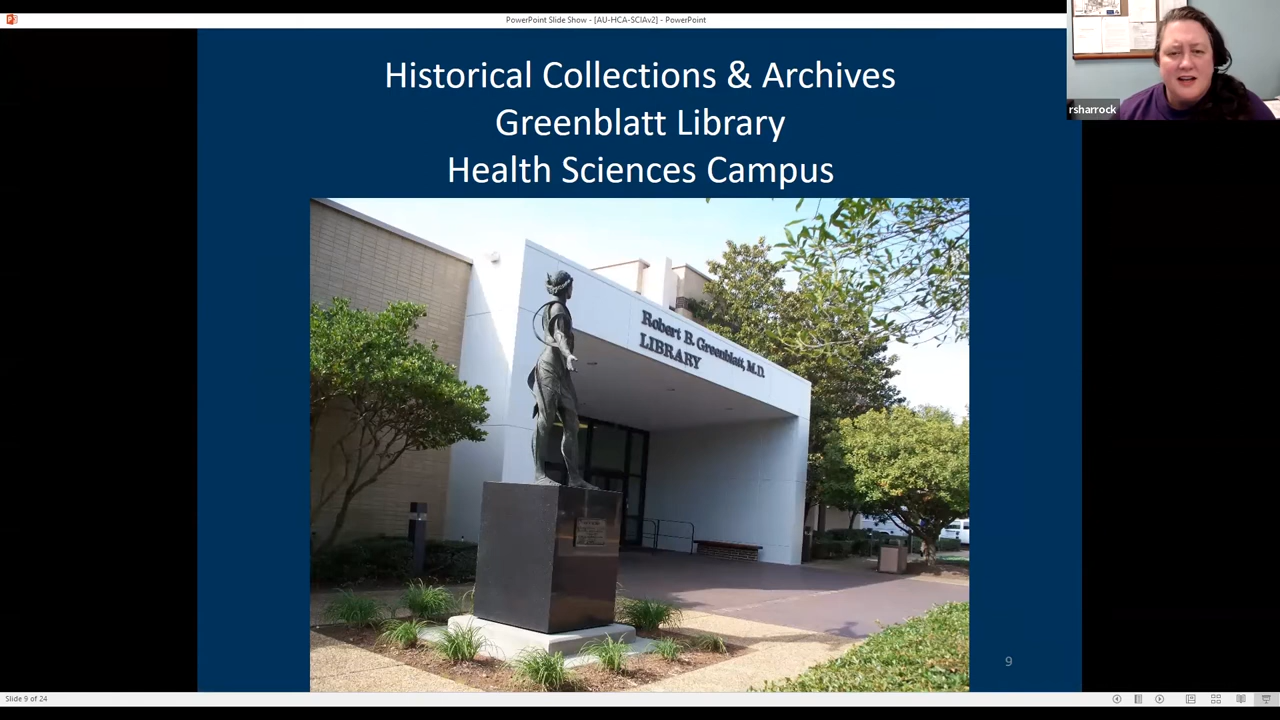 PowerPoint Slide Show - [AU-HCA-SCIAv2] - PowerPoint
rsharrock
Historical Collections & Archives
Greenblatt Library
Health Sciences Campus
Robert B. Greenblatt, M.D.
LIBRARY
9
Slide 9 of 24